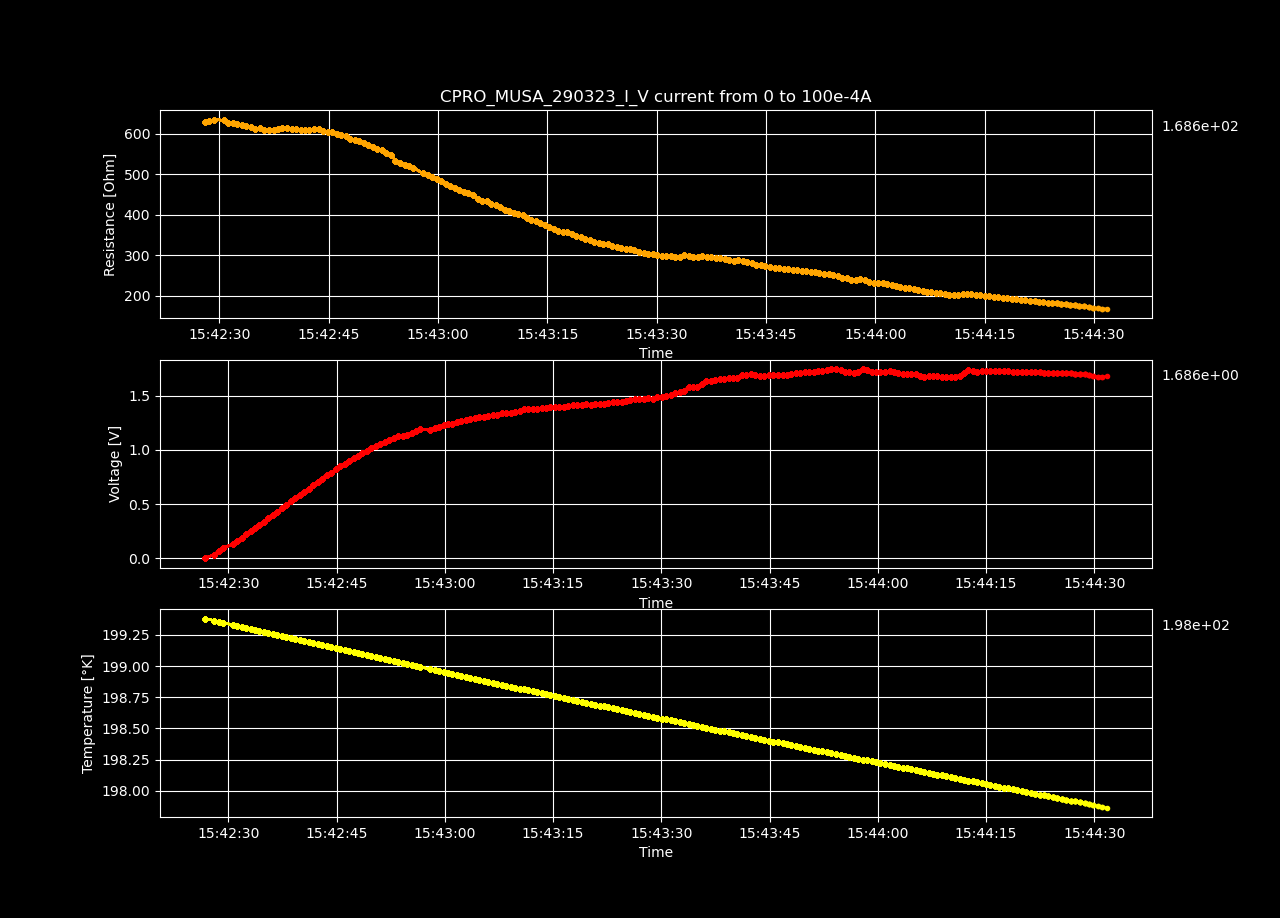 CPRO_MUSA_290323_I_V current from 0 to 100e-4A
1.686e+02
Resistance [Ohm]
600
500
400
300
200
15:42:30 15:42:45 15:43:00 15:43:15 15:43:30 15:43:45 15:44:00 15:44:15 15:44:30
Time
1.686e+00
Voltage [V]
1.5
1.0
0.5
0.0
15:42:30 15:42:45 15:43:00 15:43:15 15:43:30 15:43:45 15:44:00 15:44:15 15:44:30
Time
1.98e+02
Temperature [°K]
199.25
199.00
198.75
198.50
198.25
198.00
15:42:30 15:42:45 15:43:00 15:43:15 15:43:30 15:43:45 15:44:00 15:44:15 15:44:30
Time